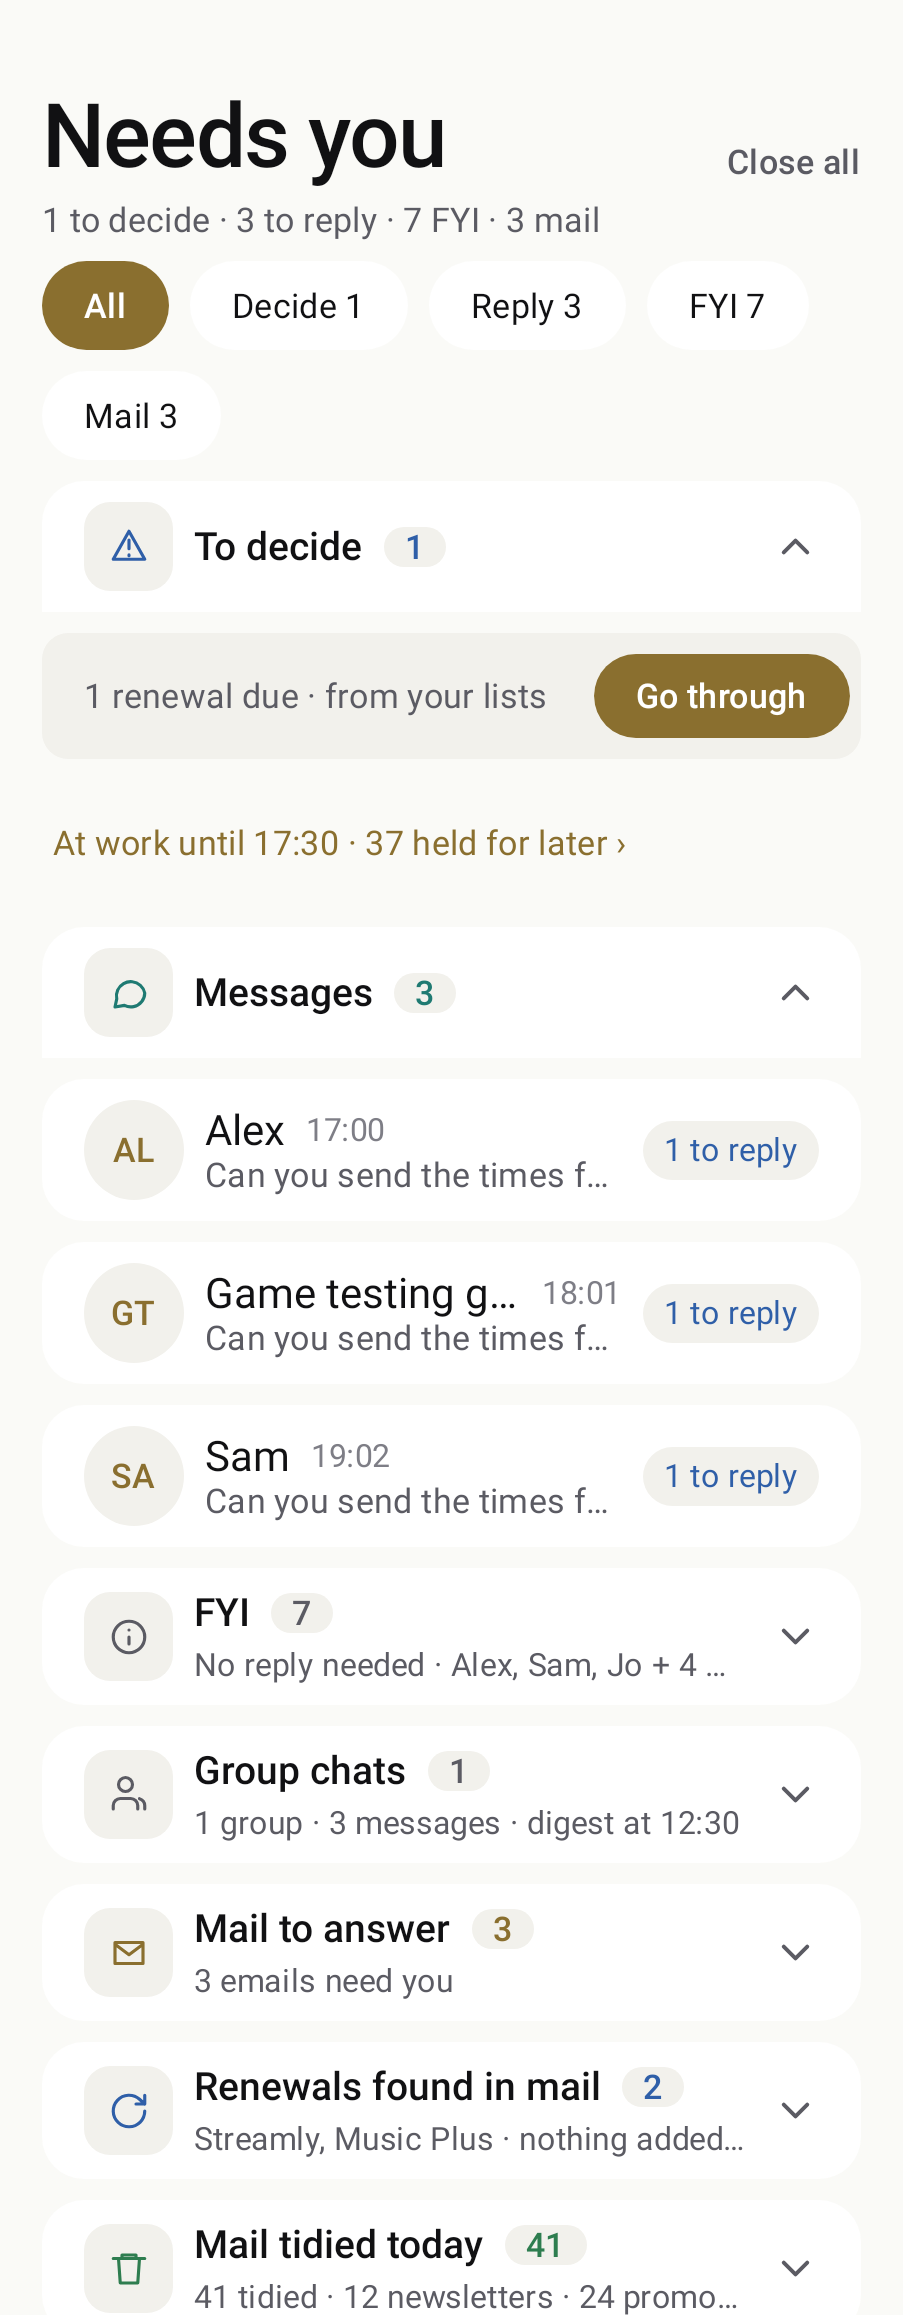 Needs you
Close all
1 to decide · 3 to reply · 7 FYI · 3 mail
All
Decide 1
Reply 3
FYI 7
Mail 3
To decide 1
1 renewal due · from your lists
Go through
At work until 17:30 · 37 held for later ›
Messages 3
AL
Alex 17:00
Can you send the times f...
1 to reply
GT
Game testing g... 18:01
Can you send the times f...
1 to reply
SA
Sam 19:02
Can you send the times f...
1 to reply
FYI 7
No reply needed · Alex, Sam, Jo + 4 ...
Group chats 1
1 group · 3 messages · digest at 12:30
Mail to answer 3
3 emails need you
Renewals found in mail 2
Streamly, Music Plus · nothing added...
Mail tidied today 41
41 tidied · 12 newsletters · 24 promo...